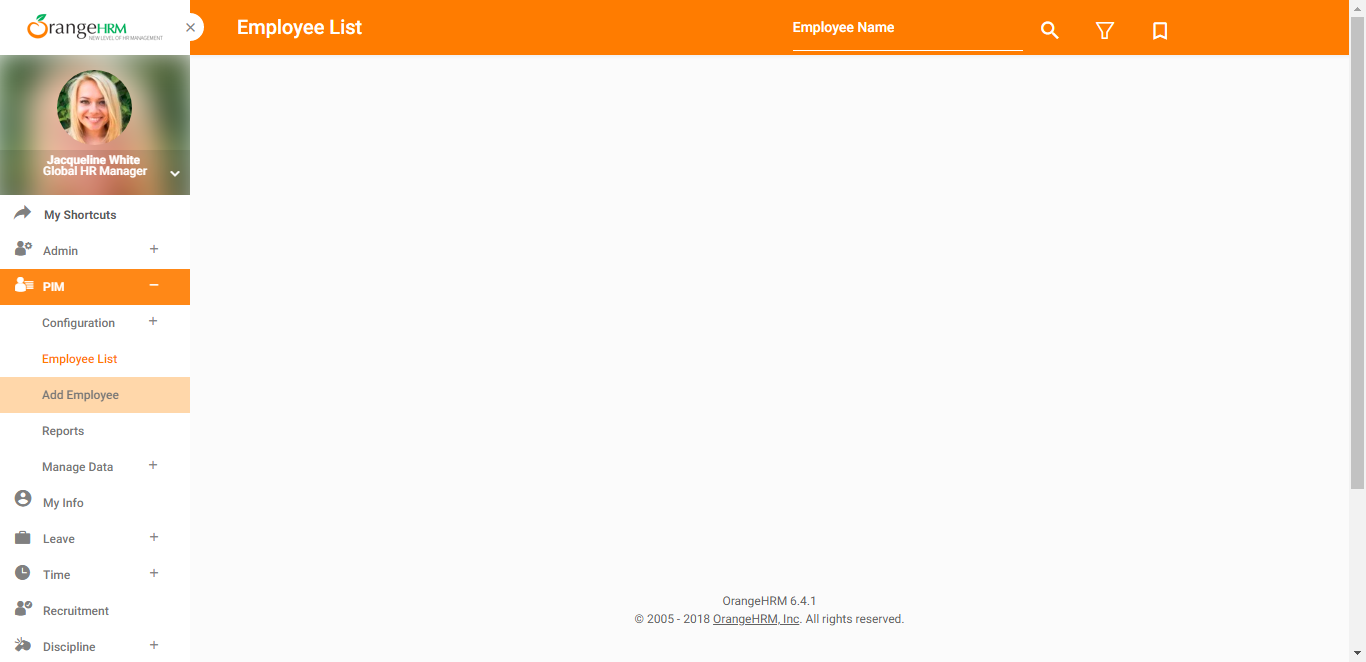 OrangeHRM
NEW LEVEL OF HR MANAGEMENT
Employee List
Employee Name
Jacqueline White
Global HR Manager
My Shortcuts
Admin
PIM
Configuration
Employee List
Add Employee
Reports
Manage Data
My Info
Leave
Time
Recruitment
Discipline
OrangeHRM 6.4.1
© 2005 - 2018 OrangeHRM, Inc. All rights reserved.